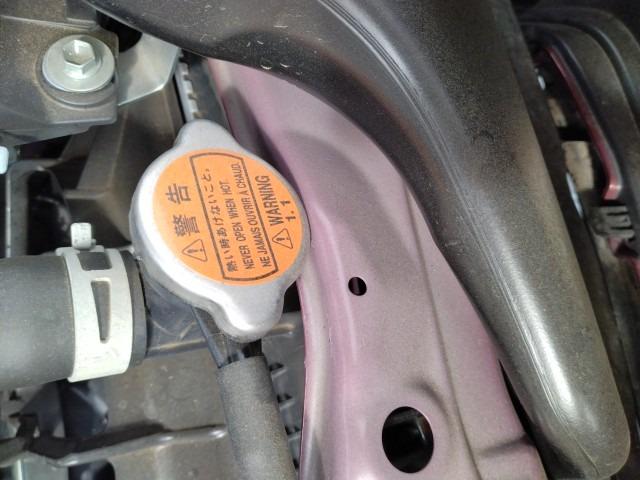 ⚠ 警告
熱い時あけないこと。
NEVER OPEN WHEN HOT.
NE JAMAIS OUVRIR À CHAUD.
⚠ WARNING
1.1